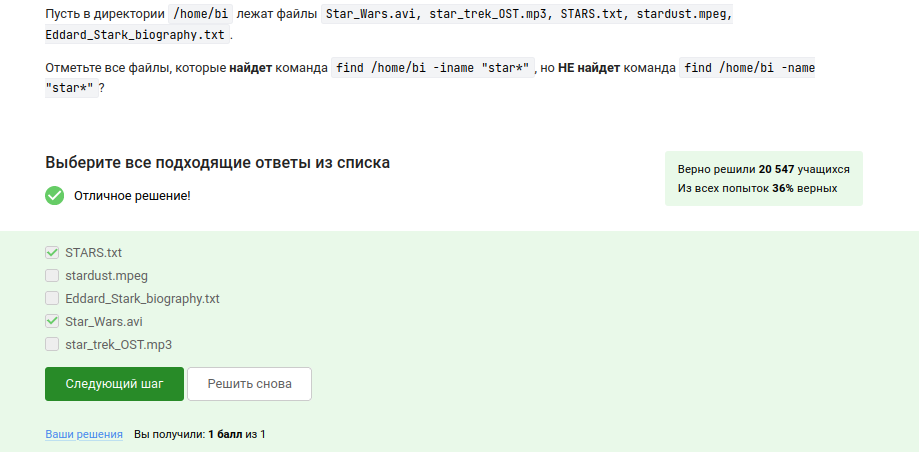 Пусть в директории /home/bi лежат файлы Star_Wars.avi, star_trek_OST.mp3, STARS.txt, stardust.mpeg,
Eddard_Stark_biography.txt.
Отметьте все файлы, которые найдет команда find /home/bi -iname "star*", но НЕ найдет команда find /home/bi -name
"star*"?
Выберите все подходящие ответы из списка
Верно решили 20 547 учащихся
Из всех попыток 36% верных
Отличное решение!
STARS.txt
stardust.mpeg
Eddard_Stark_biography.txt
Star_Wars.avi
star_trek_OST.mp3
Следующий шаг Решить снова
Ваши решения Вы получили: 1 балл из 1